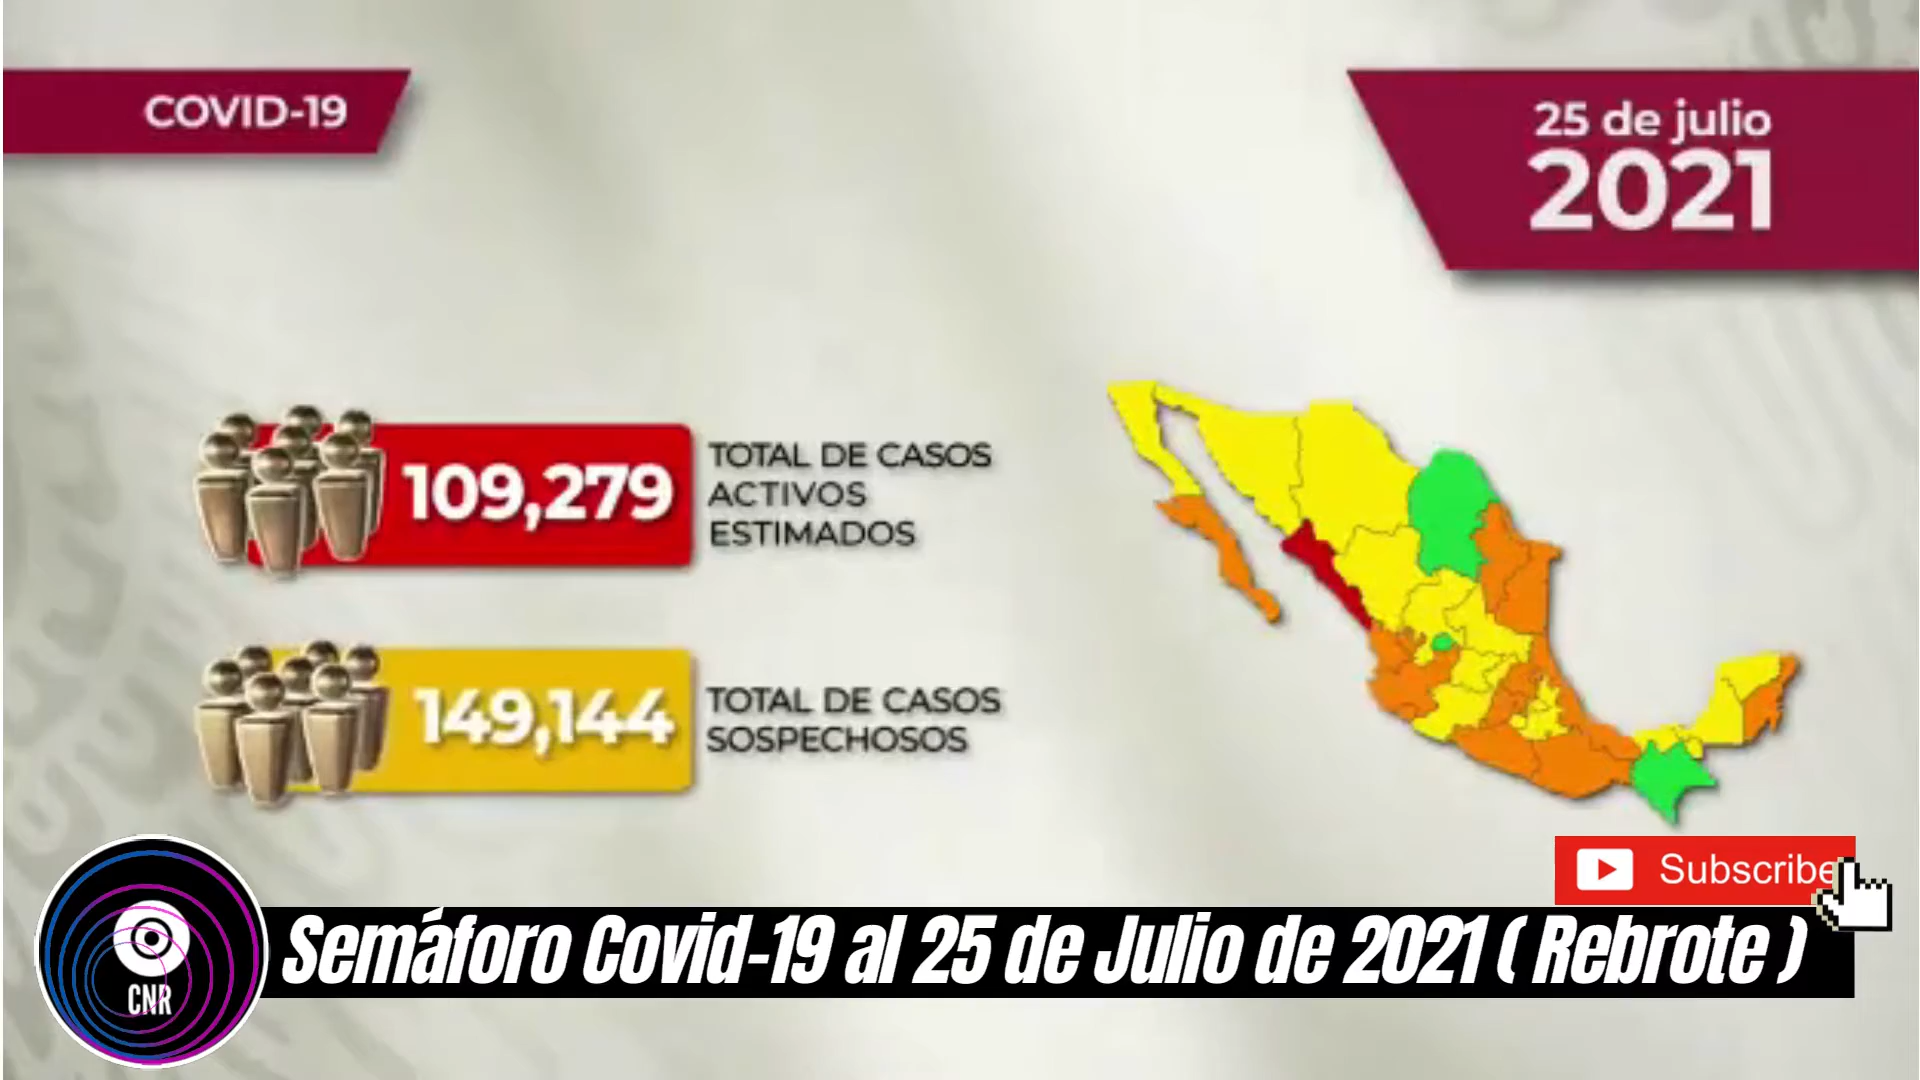 COVID-19
25 de julio
2021
109,279
TOTAL DE CASOS
ACTIVOS
ESTIMADOS
149,144
TOTAL DE CASOS
SOSPECHOSOS
Subscribe
Semáforo Covid-19 al 25 de Julio de 2021 ( Rebrote )
CNR